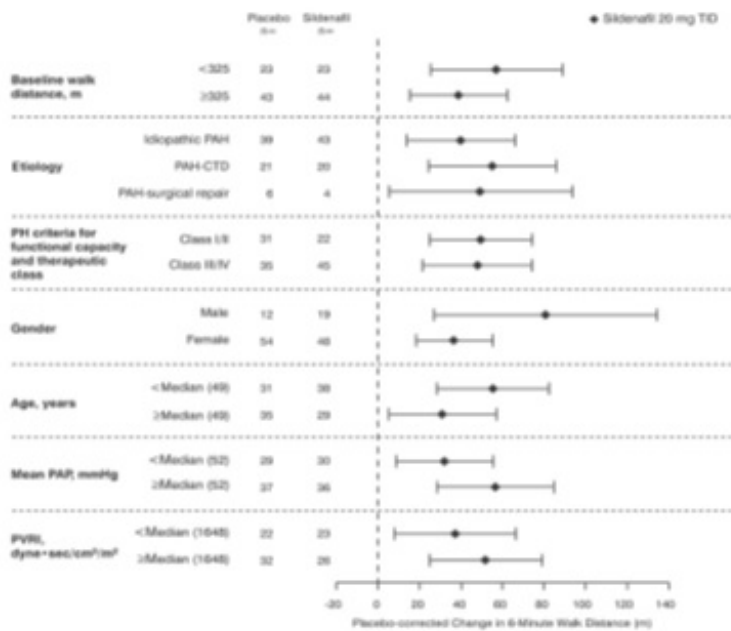 Placebo Sildenafil
n= n=
◆ Sildenafil 20 mg TID
Baseline walk
distance, m
<325 23 23
≥325 43 44
Etiology
Idiopathic PAH 39 43
PAH-CTD 21 20
PAH-surgical repair 6 4
PH criteria for
functional capacity
and therapeutic
class
Class I/II 31 22
Class III/IV 35 45
Gender
Male 12 19
Female 54 48
Age, years
<Median (49) 31 38
≥Median (49) 35 29
Mean PAP, mmHg
<Median (52) 29 30
≥Median (52) 37 36
PVRI,
dyne•sec/cm⁵/m²
<Median (1648) 22 23
≥Median (1648) 32 26
-20 0 20 40 60 80 100 120 140
Placebo-corrected Change in 6-Minute Walk Distance (m)